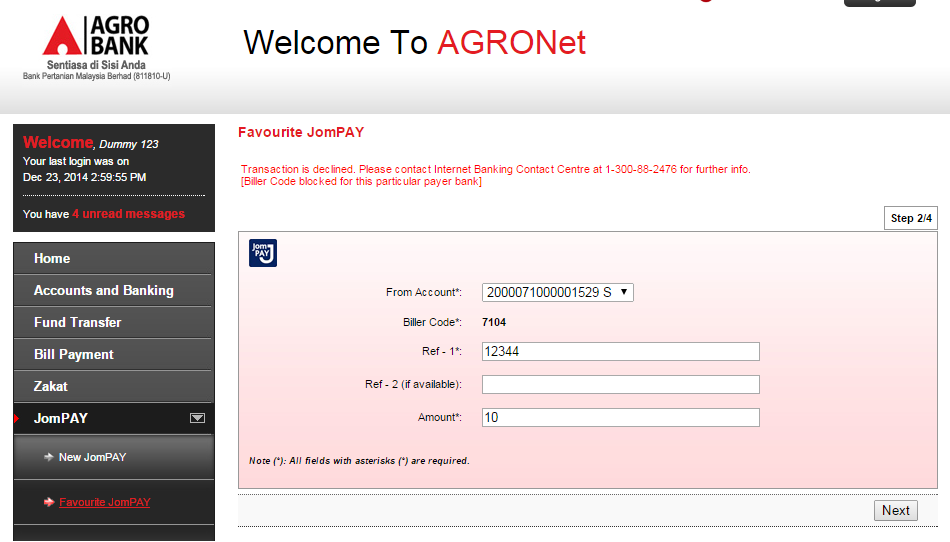 AGRO
BANK
Sentiasa di Sisi Anda
Bank Pertanian Malaysia Berhad (811810-U)
Welcome To AGRONet
Welcome, Dummy 123
Your last login was on
Dec 23, 2014 2:59:55 PM
You have 4 unread messages
Home
Accounts and Banking
Fund Transfer
Bill Payment
Zakat
JomPAY
New JomPAY
Favourite JomPAY
Favourite JomPAY
Transaction is declined. Please contact Internet Banking Contact Centre at 1-300-88-2476 for further info.
[Biller Code blocked for this particular payer bank]
Step 2/4
Jom
PAY
From Account*: 2000071000001529 S
Biller Code*: 7104
Ref - 1*: 12344
Ref - 2 (if available):
Amount*: 10
Note (*): All fields with asterisks (*) are required.
Next